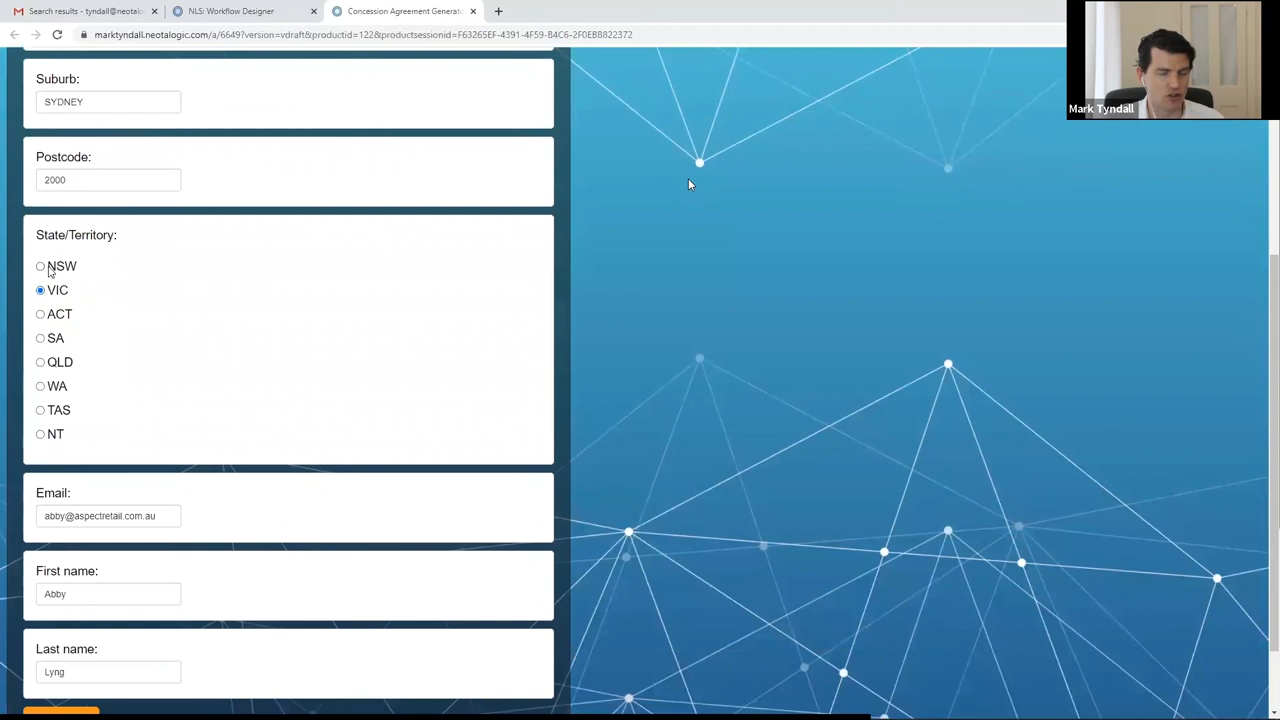 Search results - tyndall@neotalo
NLS: Workflow Designer
Concession Agreement Generato
marktyndall.neotalogic.com/a/6649?version=vdraft&productid=122&productsessionid=F63265EF-4391-4F59-B4C6-2F0EBB822372
Mark Tyndall
Suburb:
SYDNEY
Postcode:
2000
State/Territory:
NSW
VIC
ACT
SA
QLD
WA
TAS
NT
Email:
abby@aspectretail.com.au
First name:
Abby
Last name:
Lyng